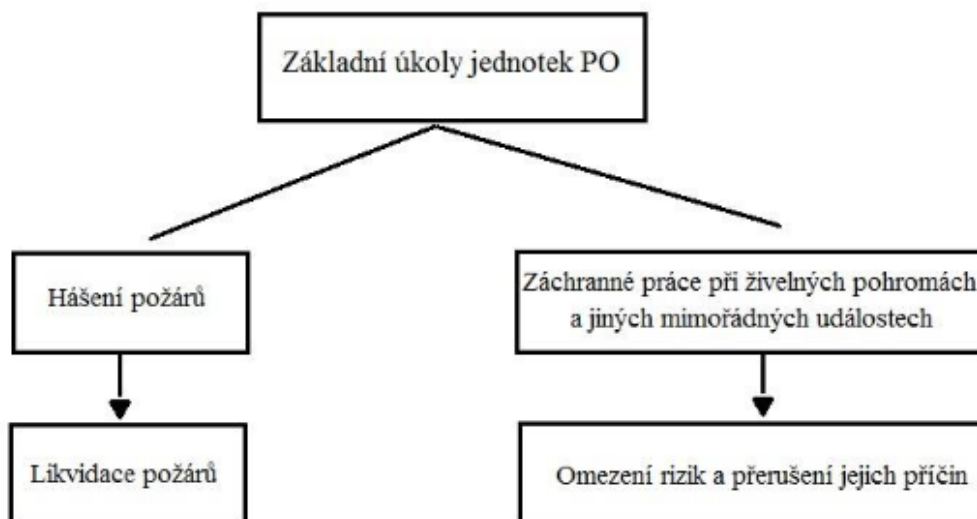 Základní úkoly jednotek PO
Hášení požárů
Záchranné práce při živelných pohromách
a jiných mimořádných událostech
Likvidace požárů
Omezení rizik a přerušení jejich příčin